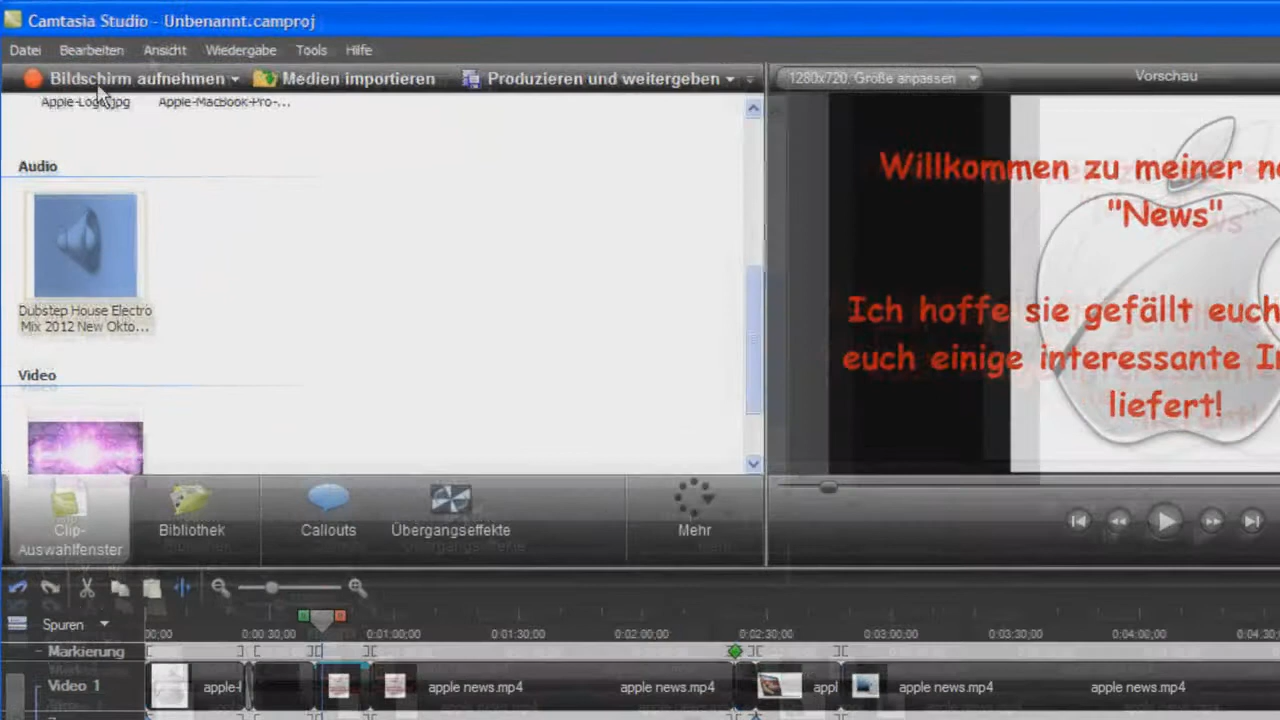 Camtasia Studio - Unbenannt.camproj
Datei Bearbeiten Ansicht Wiedergabe Tools Hilfe
Bildschirm aufnehmen Medien importieren Produzieren und weitergeben
1280x720, Größe anpassen
Vorschau
Apple-Logo.jpg Apple-MacBook-Pro-...
Audio
Dubstep House Electro
Mix 2012 New Okto...
Video
Willkommen zu meiner
"News"
Ich hoffe sie gefällt euch
euch einige interessante
liefert!
Clip-
Auswahlfenster
Bibliothek
Callouts
Übergangseffekte
Mehr
Spuren
00;00 0:00:30;00 0:01:00;00 0:01:30;00 0:02:00;00 0:02:30;00 0:03:00;00 0:03:30;00 0:04:00;00 0:04:30
Markierung
Video 1
apple-l apple news.mp4 apple news.mp4 appl apple news.mp4 apple news.mp4